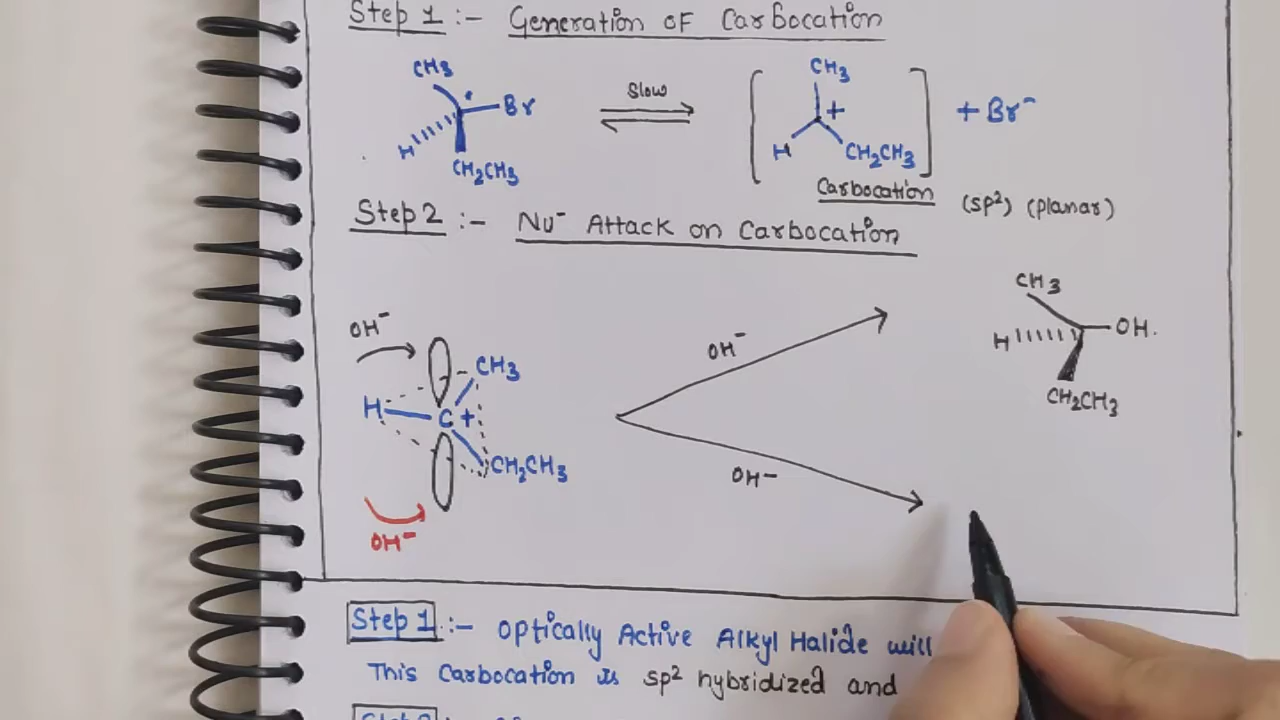 Step 1 :- Generation of Carbocation
CH3
Br
H
CH2CH3
Slow
CH3
+
H
CH2CH3
+ Br-
Carbocation (sp²) (planar)
Step 2 :- Nu- Attack on Carbocation
OH-
CH3
H C +
CH2CH3
OH-
OH-
OH-
CH3
H OH.
CH2CH3
Step 1 :- Optically Active Alkyl Halide will
This Carbocation is sp² hybridized and